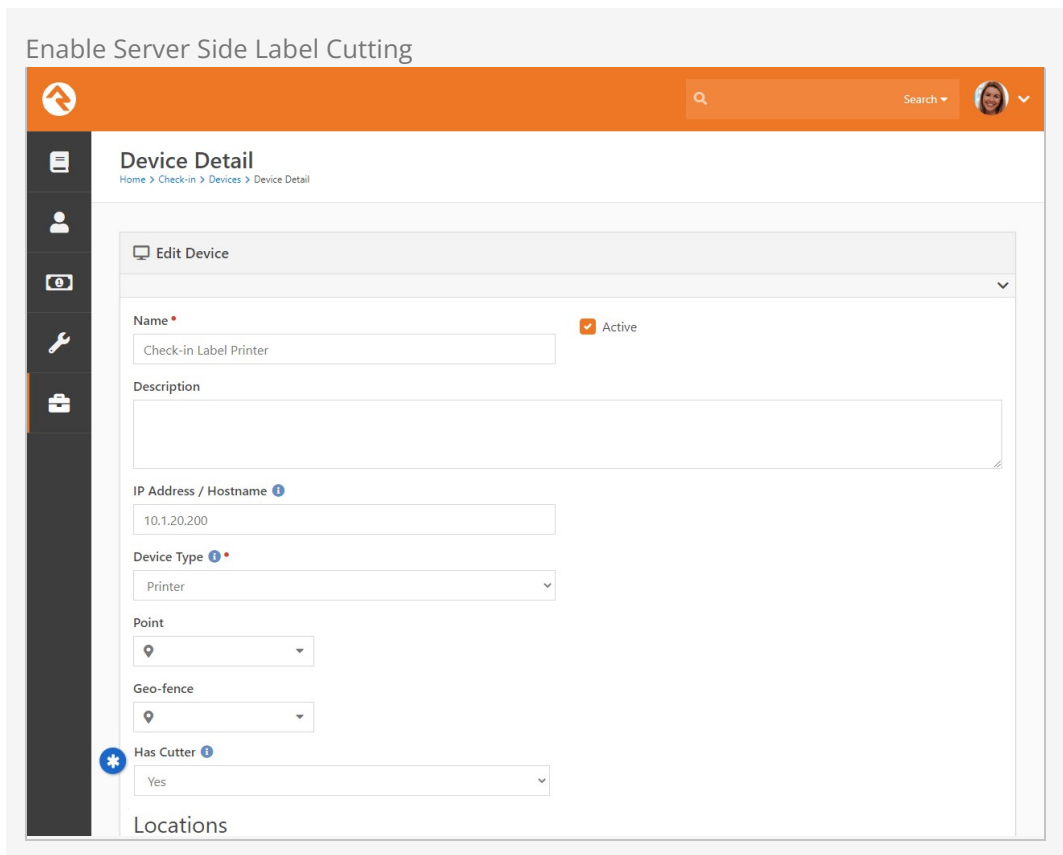 Enable Server Side Label Cutting
Search
Device Detail
Home > Check-in > Devices > Device Detail
Edit Device
Name
Active
Check-in Label Printer
Description
IP Address / Hostname
10.1.20.200
Device Type
Printer
Point
Geo-fence
Has Cutter
Yes
Locations